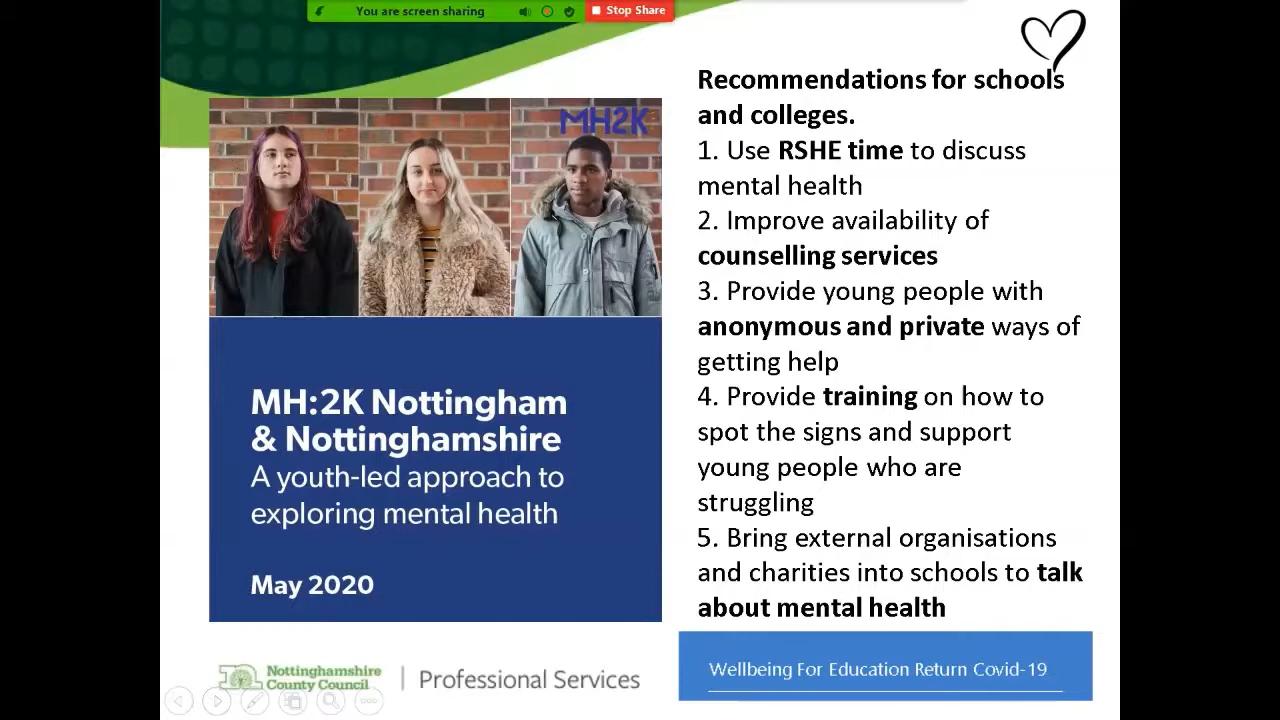 You are screen sharing
Stop Share
MH2K
MH:2K Nottingham
& Nottinghamshire
A youth-led approach to
exploring mental health
May 2020
Recommendations for schools
and colleges.
1. Use RSHE time to discuss
mental health
2. Improve availability of
counselling services
3. Provide young people with
anonymous and private ways of
getting help
4. Provide training on how to
spot the signs and support
young people who are
struggling
5. Bring external organisations
and charities into schools to talk
about mental health
Nottinghamshire
County Council
Professional Services
Wellbeing For Education Return Covid-19